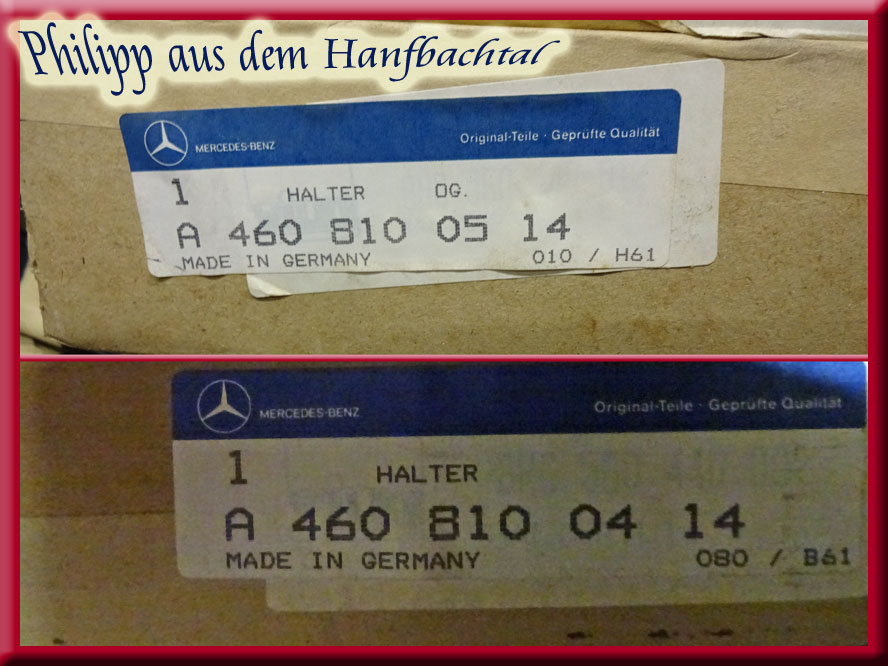 Philipp aus dem Hanfbachtal
MERCEDES-BENZ
Original-Teile · Geprüfte Qualität
1 HALTER OG.
A 460 810 05 14
MADE IN GERMANY 010 / H61
MERCEDES-BENZ
Original-Teile · Geprüfte Qualität
1 HALTER
A 460 810 04 14
MADE IN GERMANY 080 / B61